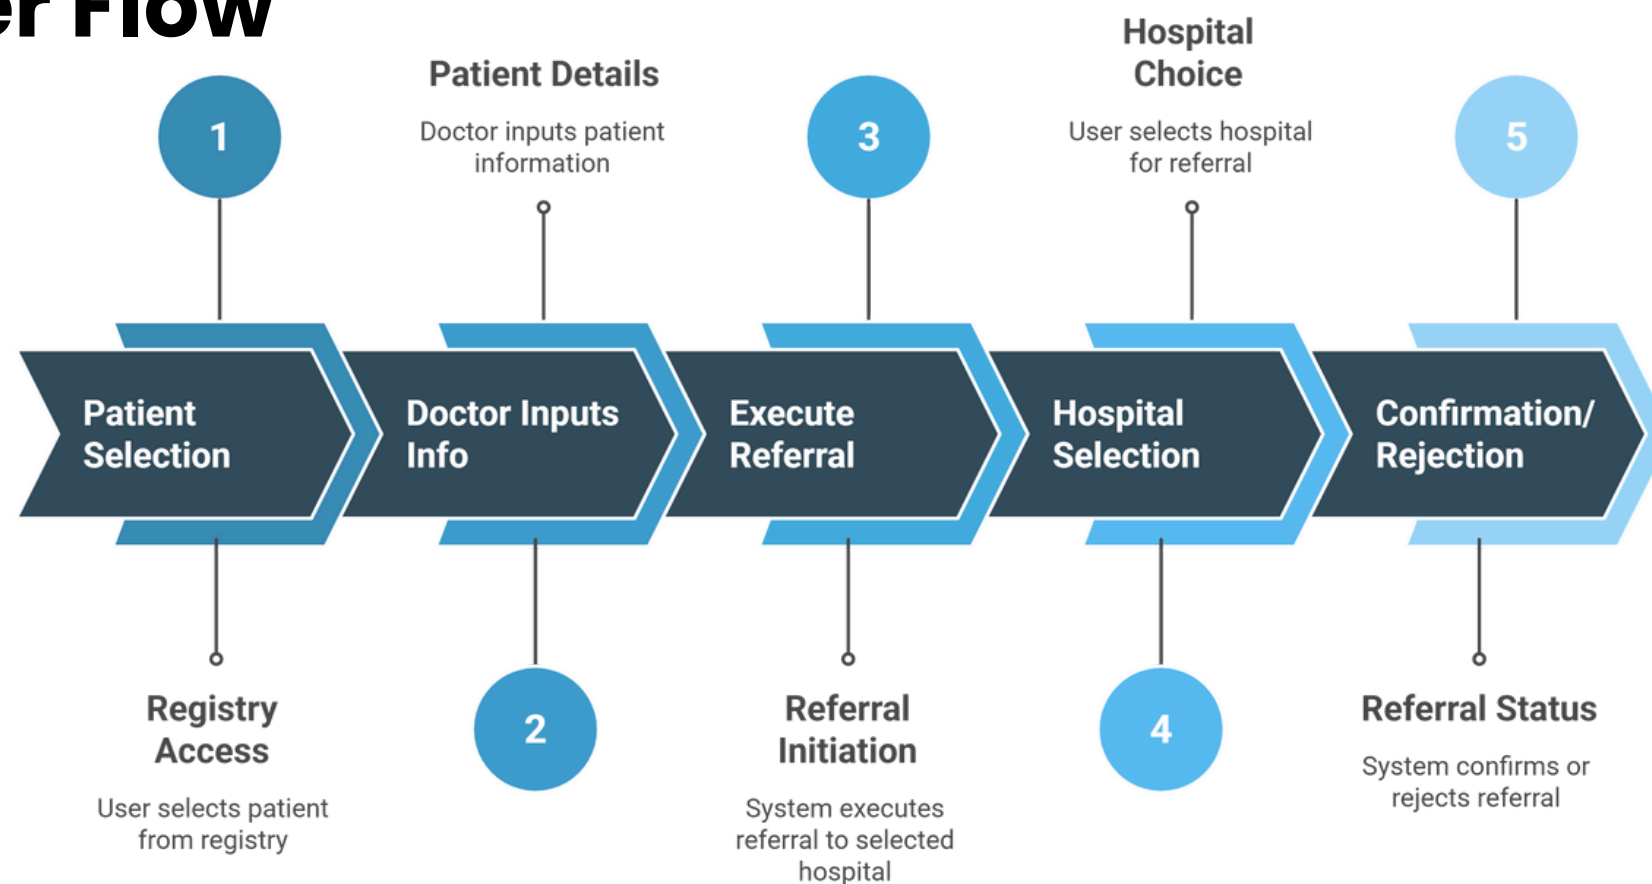 er Flow
1
Patient
Selection
Registry
Access
User selects patient
from registry
Patient Details
Doctor inputs patient
information
Doctor Inputs
Info
2
3
Execute
Referral
Referral
Initiation
System executes
referral to selected
hospital
Hospital
Choice
User selects hospital
for referral
Hospital
Selection
4
5
Confirmation/
Rejection
Referral Status
System confirms or
rejects referral